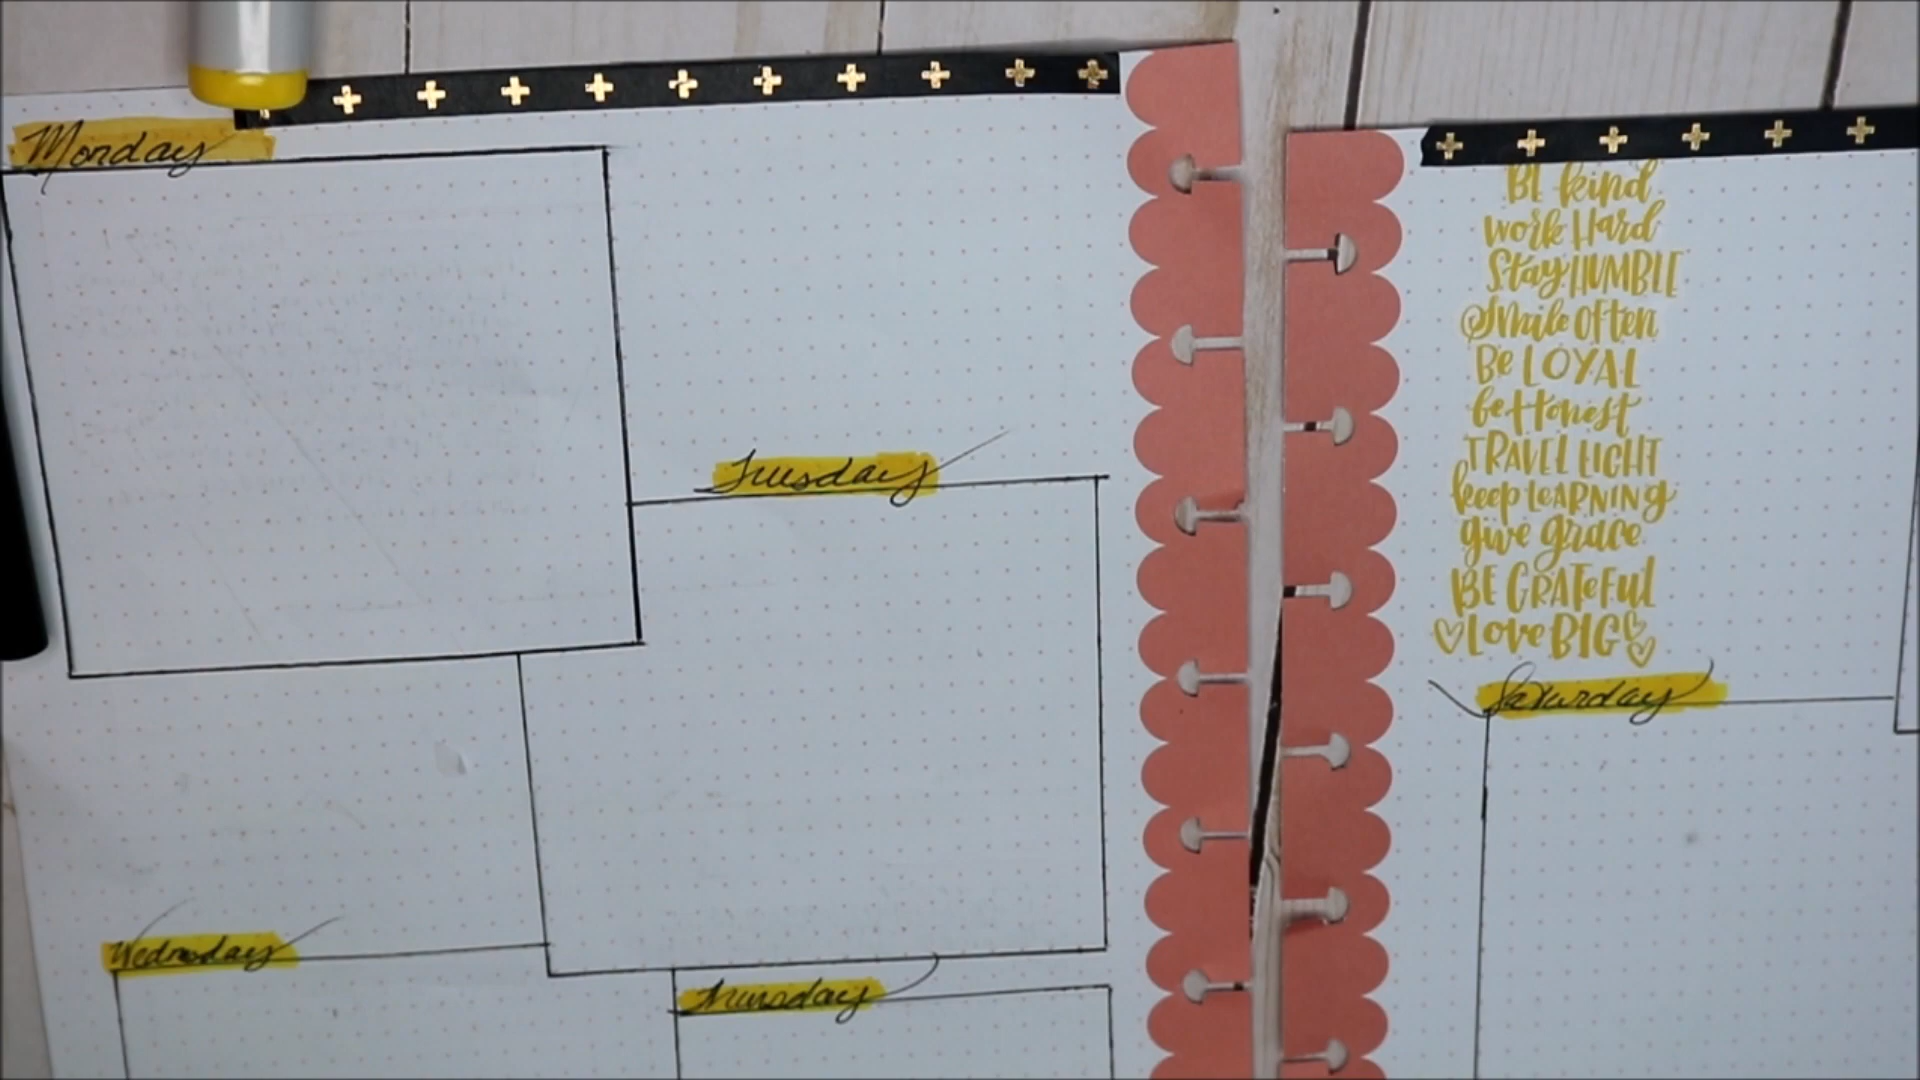 Monday
Tuesday
Wednesday
Thursday
BE kind
work Hard
Stay HUMBLE
Smile Often
Be LOYAL
be Honest
TRAVEL LIGHT
keep LeARNING
give grace
BE GRATeFul
Love BIG
Saturday